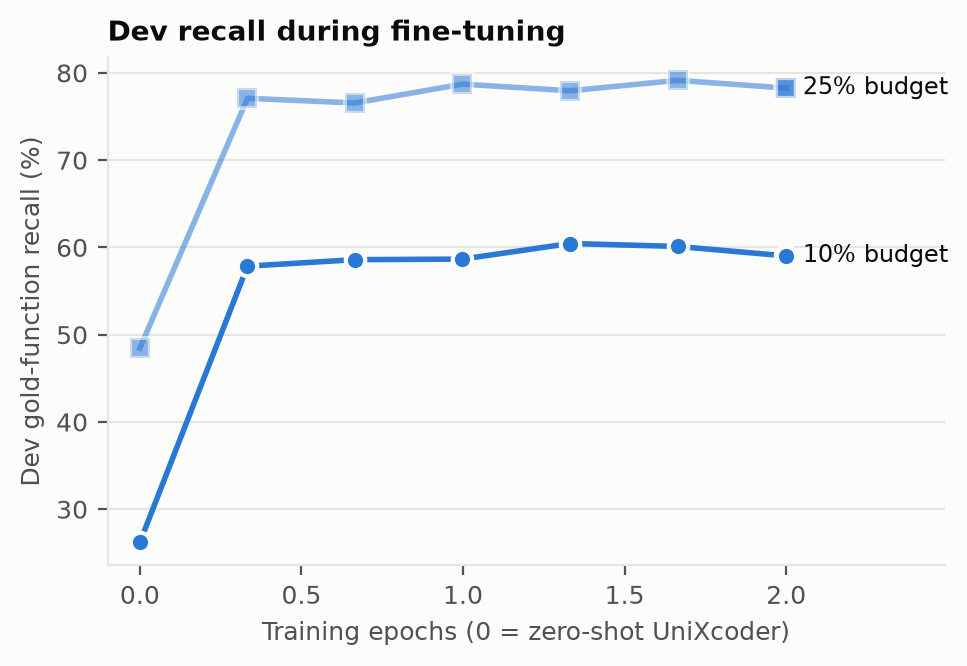 Dev recall during fine-tuning
Dev gold-function recall (%)
80
70
60
50
40
30
25% budget
10% budget
0.0 0.5 1.0 1.5 2.0
Training epochs (0 = zero-shot UniXcoder)